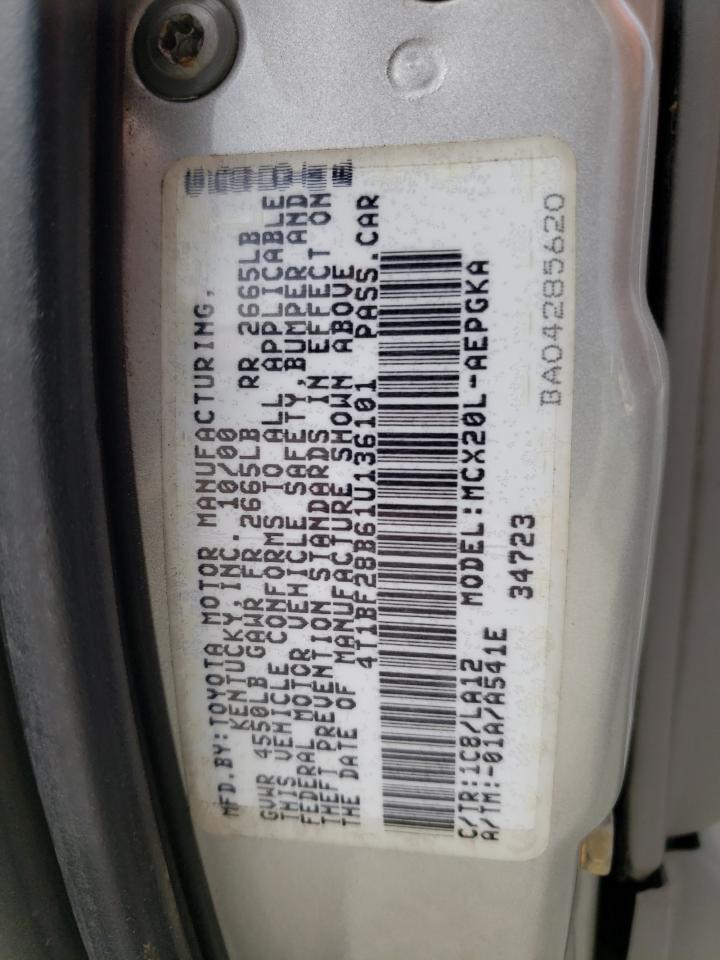 MFD.BY:TOYOTA MOTOR MANUFACTURING,
KENTUCKY,INC. 10/00
GVWR 4550LB GAWR FR 2665LB RR 2665LB
THIS VEHICLE CONFORMS TO ALL APPLICABLE
FEDERAL MOTOR VEHICLE SAFETY,BUMPER AND
THEFT PREVENTION STANDARDS IN EFFECT ON
THE DATE OF MANUFACTURE SHOWN ABOVE
4T1BF28B61U136101 PASS.CAR
C/TR:1C8/LA12 MODEL:MCX20L-AEPGKA
A/TM:-01A/A541E 34723
BA04285620